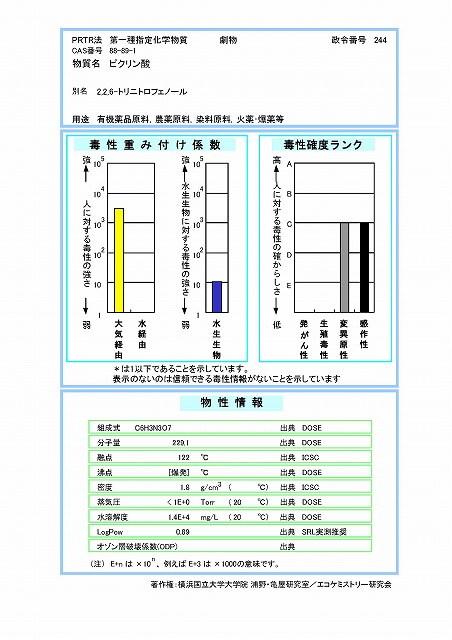 PRTR法 第一種指定化学物質 劇物 政令番号 244
CAS番号 88-89-1
物質名 ピクリン酸
別名 2,2,6-トリニトロフェノール
用途 有機薬品原料，農薬原料，染料原料，火薬・爆薬等
毒性重み付け係数
強 人に対する毒性の強さ 弱
10^5
10^4
10^3
10^2
10
1
大気経由 水経由
強 水生生物に対する毒性の強さ 弱
10^5
10^4
10^3
10^2
10
1
水生生物
毒性確度ランク
高 人に対する毒性の確からしさ 低
A
B
C
D
E
発がん性 生殖毒性 変異原性 感作性
＊は1以下であることを示しています。
表示のないのは信頼できる毒性情報がないことを示しています
物性情報
組成式 C6H3N3O7 出典 DOSE
分子量 229.1 出典 DOSE
融点 122 ℃ 出典 ICSC
沸点 [爆発] ℃ 出典 DOSE
密度 1.8 g/cm3 ( ℃) 出典 ICSC
蒸気圧 <1E+0 Torr (20 ℃) 出典 DOSE
水溶解度 1.4E+4 mg/L (20 ℃) 出典 DOSE
LogPow 0.89 出典 SRL実測推奨
オゾン層破壊係数(ODP) 出典
(注) E+n は ×10^n、例えば E+3 は ×1000の意味です。
著作権：横浜国立大学大学院 浦野・亀屋研究室／エコケミストリー研究会